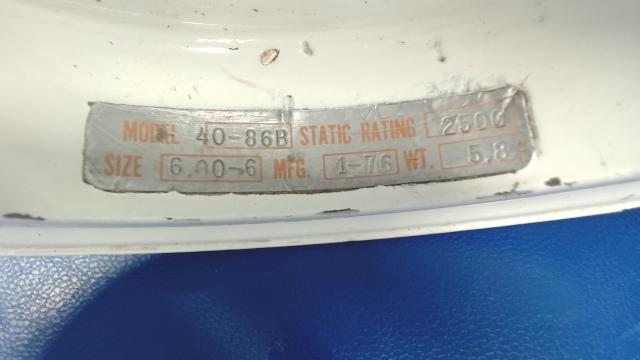 MODEL 40-86B STATIC RATING 2500
SIZE 6.00-6 MFG. 1-76 WT. 5.8